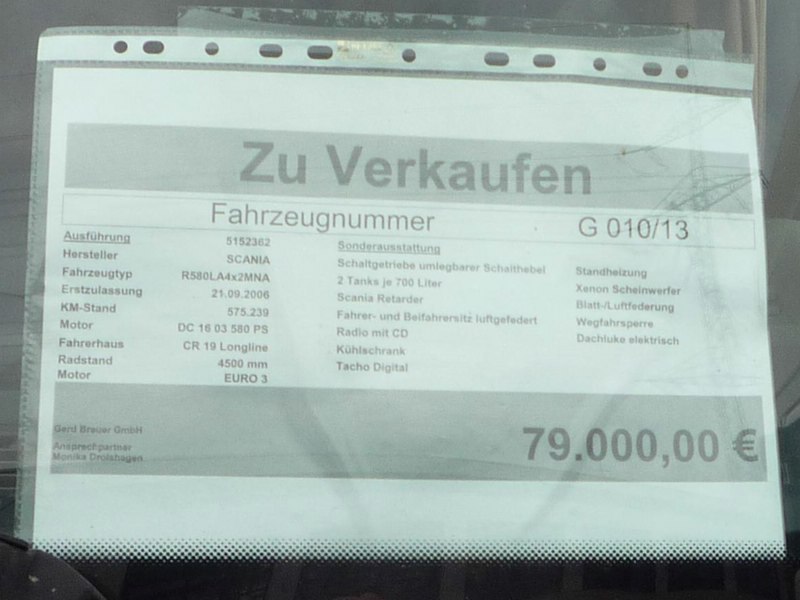 Zu Verkaufen
Fahrzeugnummer G 010/13
Ausführung 5152362
Hersteller SCANIA
Fahrzeugtyp R580LA4x2MNA
Erstzulassung 21.09.2006
KM-Stand 575.239
Motor DC 16 03 580 PS
Fahrerhaus CR 19 Longline
Radstand 4500 mm
Motor EURO 3
Sonderausstattung
Schaltgetriebe umlegbarer Schalthebel
2 Tanks je 700 Liter
Scania Retarder
Fahrer- und Beifahrersitz luftgefedert
Radio mit CD
Kühlschrank
Tacho Digital
Standheizung
Xenon Scheinwerfer
Blatt-/Luftfederung
Wegfahrsperre
Dachluke elektrisch
Gerd Breuer GmbH
Ansprechpartner
Monika Drolshagen
79.000,00 €